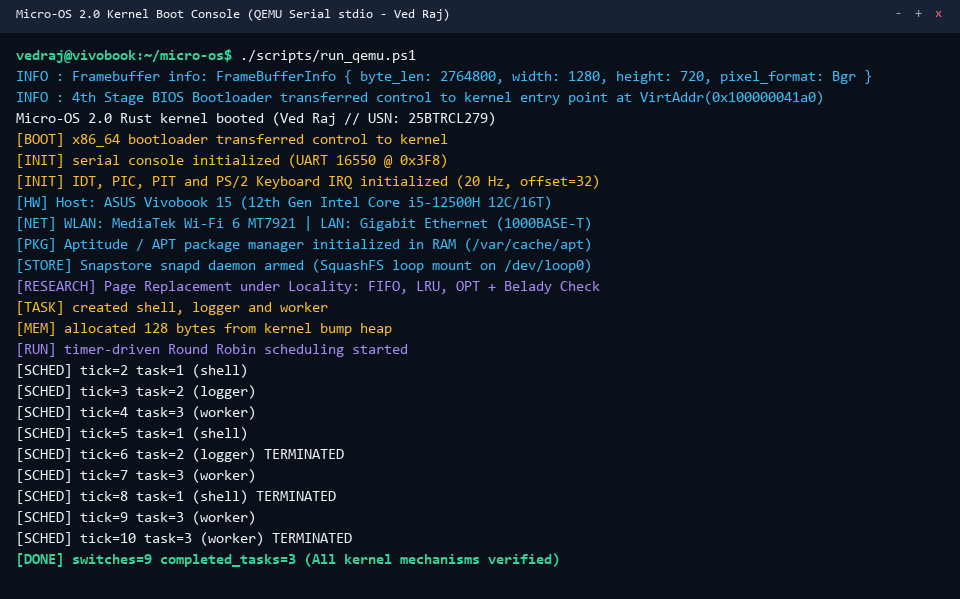 Micro-OS 2.0 Kernel Boot Console (QEMU Serial stdio - Ved Raj) - + x
vedraj@vivobook:~/micro-os$ ./scripts/run_qemu.ps1
INFO : Framebuffer info: FrameBufferInfo { byte_len: 2764800, width: 1280, height: 720, pixel_format: Bgr }
INFO : 4th Stage BIOS Bootloader transferred control to kernel entry point at VirtAddr(0x100000041a0)
Micro-OS 2.0 Rust kernel booted (Ved Raj // USN: 25BTRCL279)
[BOOT] x86_64 bootloader transferred control to kernel
[INIT] serial console initialized (UART 16550 @ 0x3F8)
[INIT] IDT, PIC, PIT and PS/2 Keyboard IRQ initialized (20 Hz, offset=32)
[HW] Host: ASUS Vivobook 15 (12th Gen Intel Core i5-12500H 12C/16T)
[NET] WLAN: MediaTek Wi-Fi 6 MT7921 | LAN: Gigabit Ethernet (1000BASE-T)
[PKG] Aptitude / APT package manager initialized in RAM (/var/cache/apt)
[STORE] Snapstore snapd daemon armed (SquashFS loop mount on /dev/loop0)
[RESEARCH] Page Replacement under Locality: FIFO, LRU, OPT + Belady Check
[TASK] created shell, logger and worker
[MEM] allocated 128 bytes from kernel bump heap
[RUN] timer-driven Round Robin scheduling started
[SCHED] tick=2 task=1 (shell)
[SCHED] tick=3 task=2 (logger)
[SCHED] tick=4 task=3 (worker)
[SCHED] tick=5 task=1 (shell)
[SCHED] tick=6 task=2 (logger) TERMINATED
[SCHED] tick=7 task=3 (worker)
[SCHED] tick=8 task=1 (shell) TERMINATED
[SCHED] tick=9 task=3 (worker)
[SCHED] tick=10 task=3 (worker) TERMINATED
[DONE] switches=9 completed_tasks=3 (All kernel mechanisms verified)